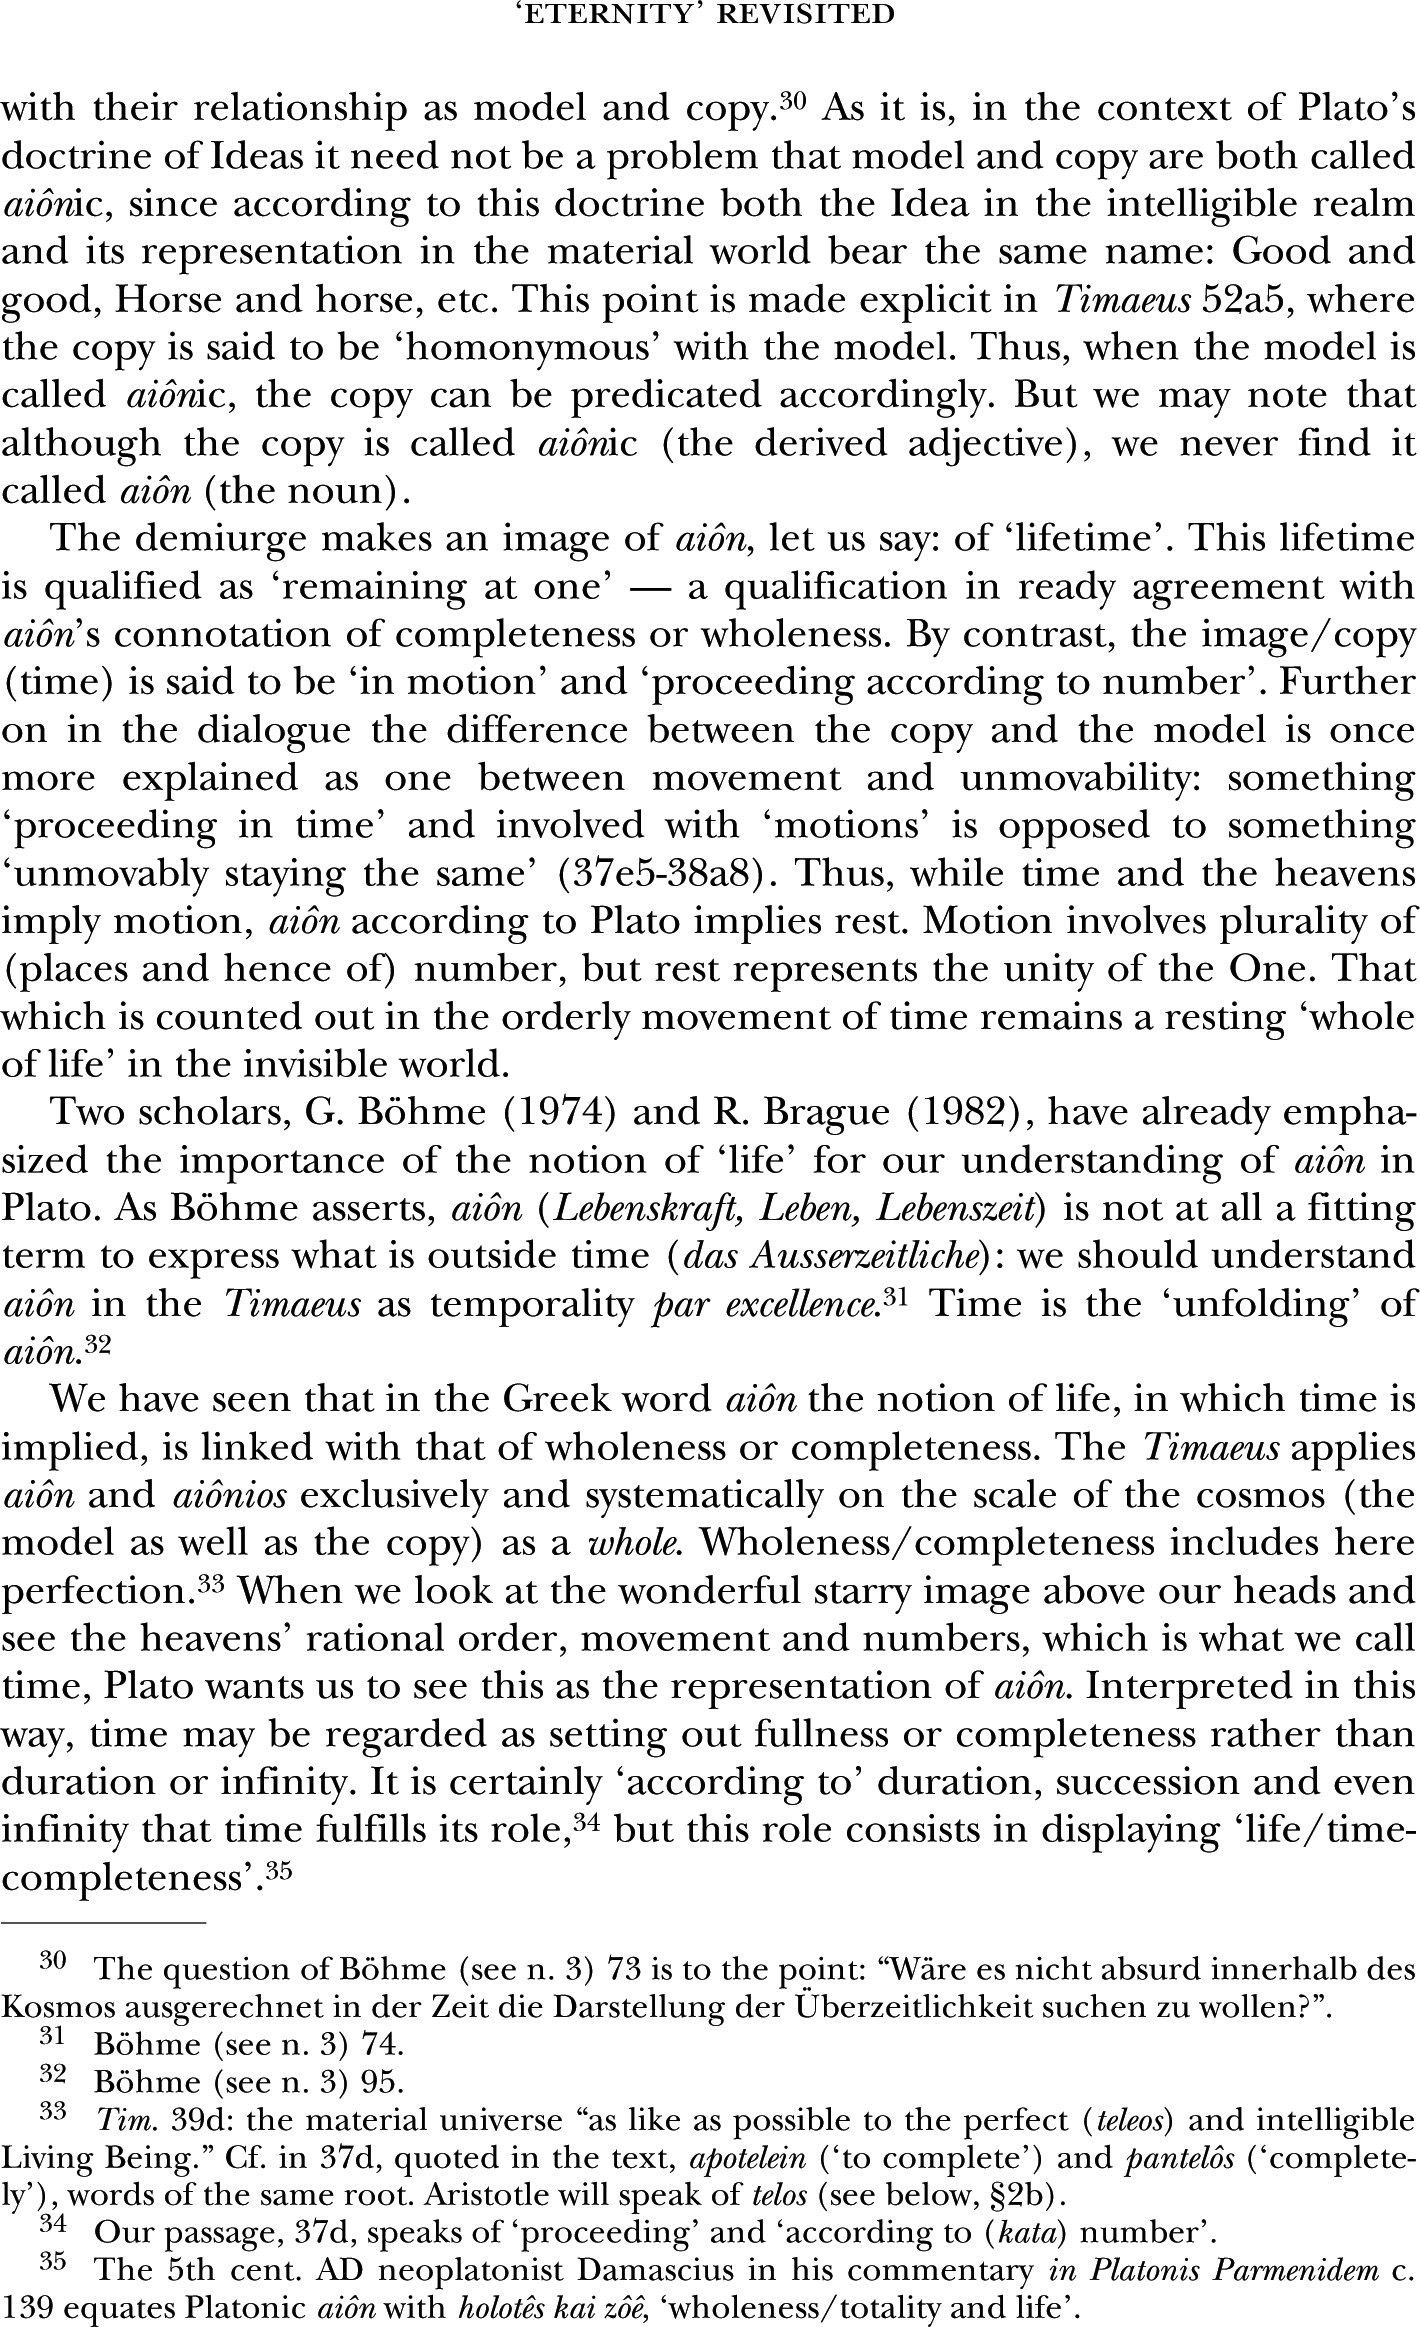 ‘ETERNITY’ REVISITED
with their relationship as model and copy.30 As it is, in the context of Plato’s
doctrine of Ideas it need not be a problem that model and copy are both called
aiônic, since according to this doctrine both the Idea in the intelligible realm
and its representation in the material world bear the same name: Good and
good, Horse and horse, etc. This point is made explicit in Timaeus 52a5, where
the copy is said to be ‘homonymous’ with the model. Thus, when the model is
called aiônic, the copy can be predicated accordingly. But we may note that
although the copy is called aiônic (the derived adjective), we never find it
called aiôn (the noun).
The demiurge makes an image of aiôn, let us say: of ‘lifetime’. This lifetime
is qualified as ‘remaining at one’ — a qualification in ready agreement with
aiôn’s connotation of completeness or wholeness. By contrast, the image/copy
(time) is said to be ‘in motion’ and ‘proceeding according to number’. Further
on in the dialogue the difference between the copy and the model is once
more explained as one between movement and unmovability: something
‘proceeding in time’ and involved with ‘motions’ is opposed to something
‘unmovably staying the same’ (37e5-38a8). Thus, while time and the heavens
imply motion, aiôn according to Plato implies rest. Motion involves plurality of
(places and hence of) number, but rest represents the unity of the One. That
which is counted out in the orderly movement of time remains a resting ‘whole
of life’ in the invisible world.
Two scholars, G. Böhme (1974) and R. Brague (1982), have already empha-
sized the importance of the notion of ‘life’ for our understanding of aiôn in
Plato. As Böhme asserts, aiôn (Lebenskraft, Leben, Lebenszeit) is not at all a fitting
term to express what is outside time (das Ausserzeitliche): we should understand
aiôn in the Timaeus as temporality par excellence.31 Time is the ‘unfolding’ of
aiôn.32
We have seen that in the Greek word aiôn the notion of life, in which time is
implied, is linked with that of wholeness or completeness. The Timaeus applies
aiôn and aiônios exclusively and systematically on the scale of the cosmos (the
model as well as the copy) as a whole. Wholeness/completeness includes here
perfection.33 When we look at the wonderful starry image above our heads and
see the heavens’ rational order, movement and numbers, which is what we call
time, Plato wants us to see this as the representation of aiôn. Interpreted in this
way, time may be regarded as setting out fullness or completeness rather than
duration or infinity. It is certainly ‘according to’ duration, succession and even
infinity that time fulfills its role,34 but this role consists in displaying ‘life/time-
completeness’.35
30 The question of Böhme (see n. 3) 73 is to the point: “Wäre es nicht absurd innerhalb des
Kosmos ausgerechnet in der Zeit die Darstellung der Überzeitlichkeit suchen zu wollen?”.
31 Böhme (see n. 3) 74.
32 Böhme (see n. 3) 95.
33 Tim. 39d: the material universe “as like as possible to the perfect (teleos) and intelligible
Living Being.” Cf. in 37d, quoted in the text, apotelein (‘to complete’) and pantelôs (‘complete-
ly’), words of the same root. Aristotle will speak of telos (see below, §2b).
34 Our passage, 37d, speaks of ‘proceeding’ and ‘according to (kata) number’.
35 The 5th cent. AD neoplatonist Damascius in his commentary in Platonis Parmenidem c.
139 equates Platonic aiôn with holotês kai zôê, ‘wholeness/totality and life’.